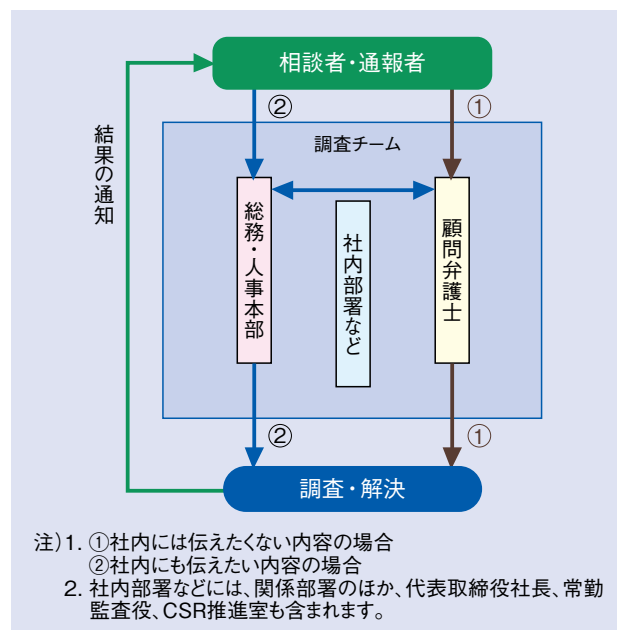 相談者・通報者
② ①
結果の通知
調査チーム
総務・人事本部
社内部署など
顧問弁護士
② ①
調査・解決
注）1. ①社内には伝えたくない内容の場合
②社内にも伝えたい内容の場合
2. 社内部署などには、関係部署のほか、代表取締役社長、常勤
監査役、CSR推進室も含まれます。